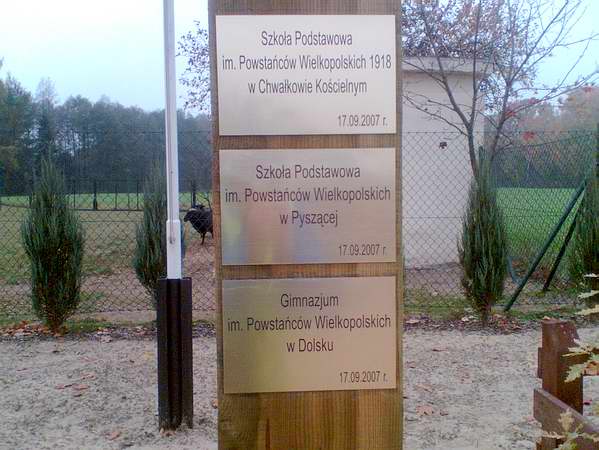 Szkoła Podstawowa
im. Powstańców Wielkopolskich 1918
w Chwałkowie Kościelnym
17.09.2007 r.
Szkoła Podstawowa
im. Powstańców Wielkopolskich
w Pyszącej
17.09.2007 r.
Gimnazjum
im. Powstańców Wielkopolskich
w Dolsku
17.09.2007 r.